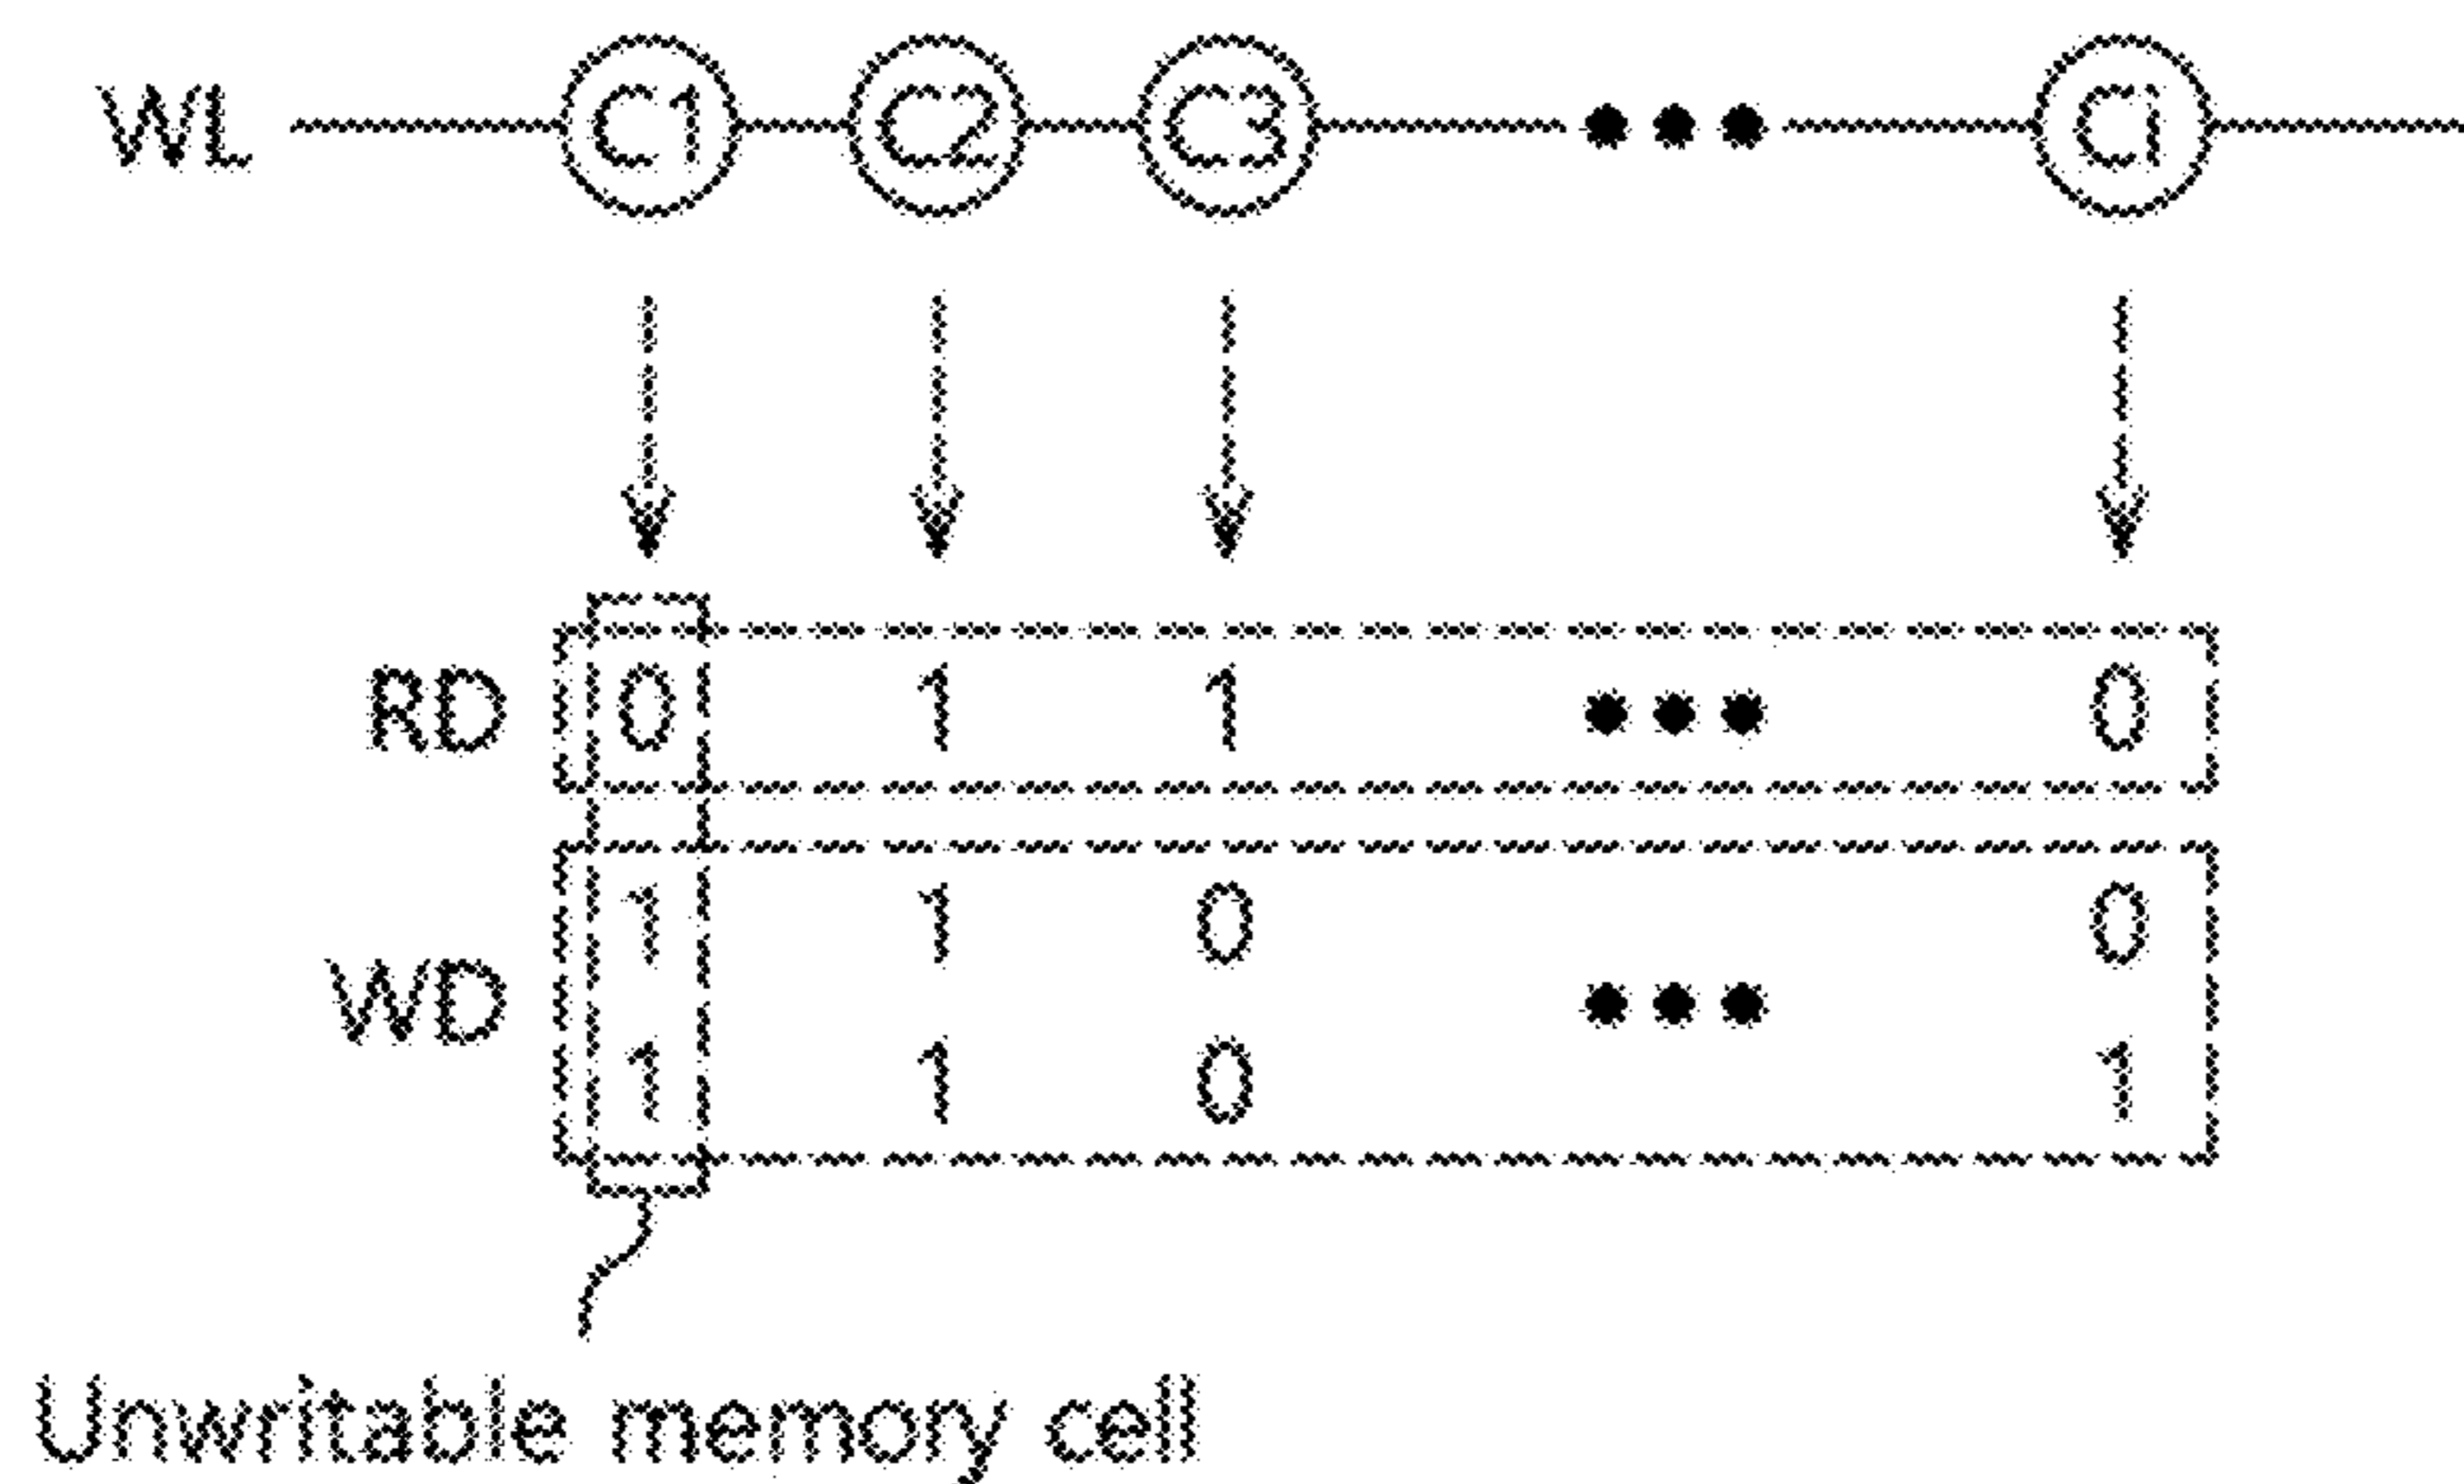 WL C1 C2 C3 ••• Ci
RD 0 1 1 ••• 0
1 1 0 0
WD •••
1 1 0 1
Unwritable memory cell